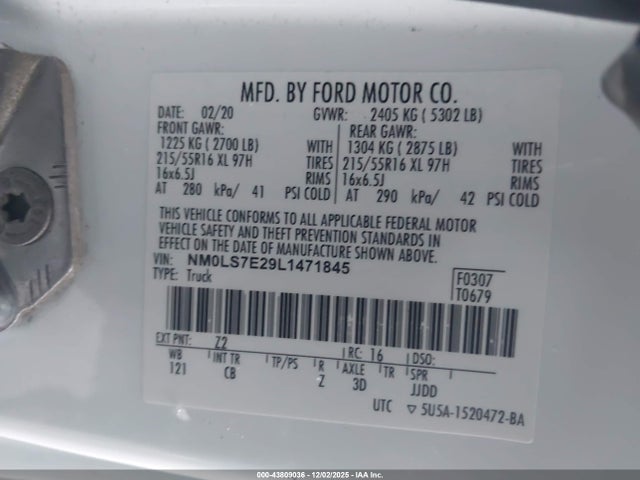 MFD. BY FORD MOTOR CO.
DATE: 02/20 GVWR: 2405 KG ( 5302 LB)
FRONT GAWR: REAR GAWR:
1225 KG ( 2700 LB) WITH 1304 KG ( 2875 LB) WITH
215/55R16 XL 97H TIRES 215/55R16 XL 97H TIRES
16x6.5J RIMS 16x6.5J RIMS
AT 280 kPa/ 41 PSI COLD AT 290 kPa/ 42 PSI COLD
THIS VEHICLE CONFORMS TO ALL APPLICABLE FEDERAL MOTOR
VEHICLE SAFETY AND THEFT PREVENTION STANDARDS IN
EFFECT ON THE DATE OF MANUFACTURE SHOWN ABOVE.
VIN: NM0LS7E29L1471845
TYPE: Truck
F0307
T0679
EXT PNT: Z2 RC: 16 DSO:
WB INT TR TP/PS R AXLE TR SPR
121 CB Z 3D JJDD
UTC ▽ 5U5A-1520472-BA
000-43809036 - 12/02/2025 - IAA Inc.